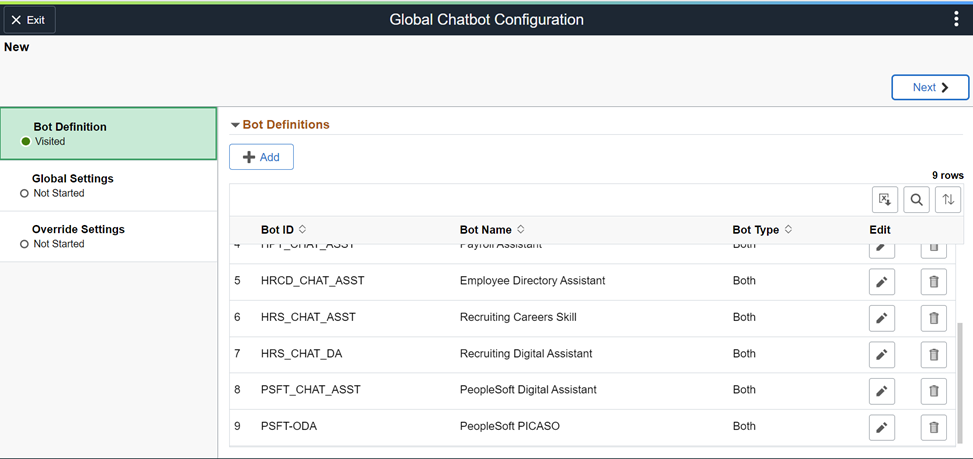 Exit
Global Chatbot Configuration
New
Next
Bot Definition
Visited
Global Settings
Not Started
Override Settings
Not Started
Bot Definitions
Add
9 rows
Bot ID Bot Name Bot Type Edit
4 HPY_CHAT_ASST Payroll Assistant Both
5 HRCD_CHAT_ASST Employee Directory Assistant Both
6 HRS_CHAT_ASST Recruiting Careers Skill Both
7 HRS_CHAT_DA Recruiting Digital Assistant Both
8 PSFT_CHAT_ASST PeopleSoft Digital Assistant Both
9 PSFT-ODA PeopleSoft PICASO Both